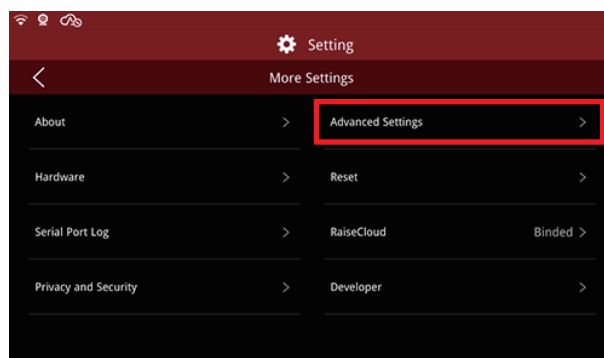 Setting
More Settings
About
Advanced Settings
Hardware
Reset
Serial Port Log
RaiseCloud Binded
Privacy and Security
Developer